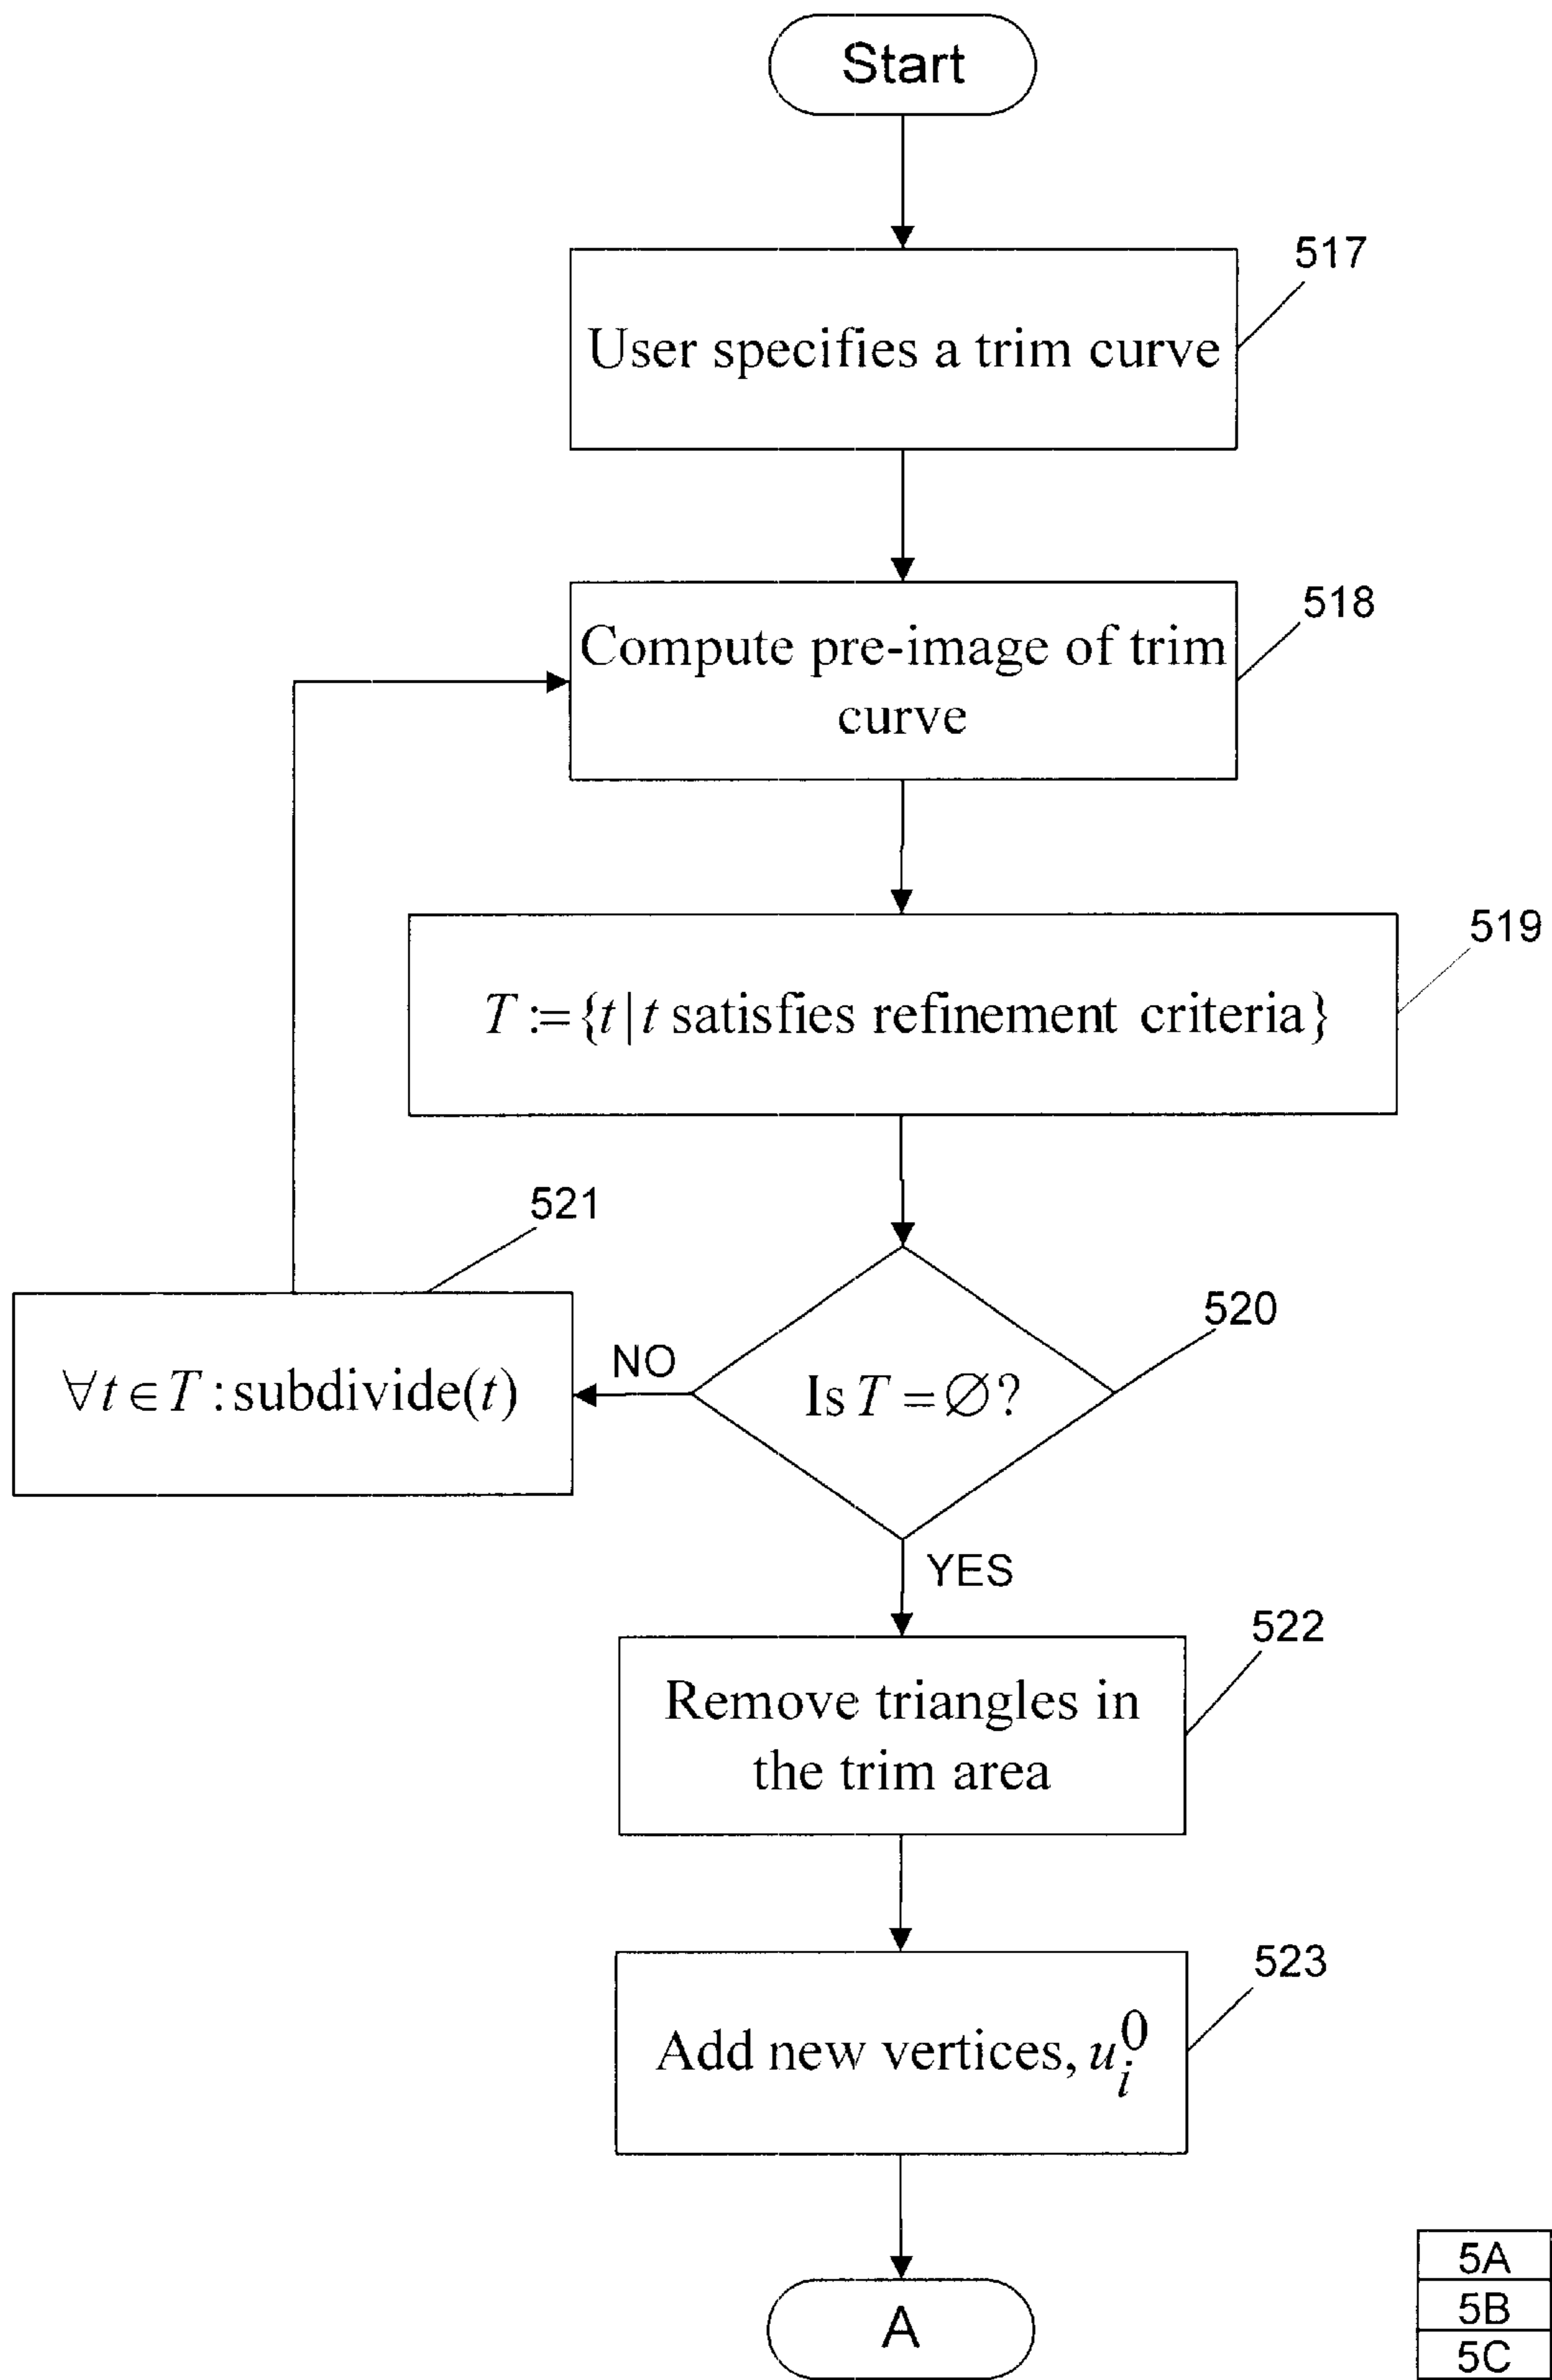 Start
517
User specifies a trim curve
518
Compute pre-image of trim
curve
519
T := {t | t satisfies refinement criteria}
521
520
∀t ∈ T : subdivide(t)
NO
Is T = ∅?
YES
522
Remove triangles in
the trim area
523
Add new vertices, u_i^0
A
5A
5B
5C